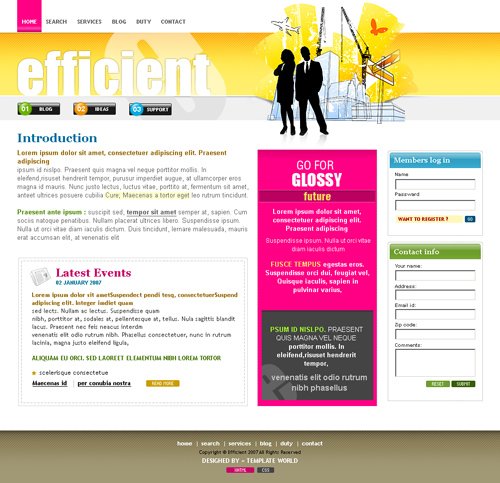 HOME SEARCH SERVICES BLOG DUTY CONTACT
efficient
01 BLOG 02 IDEAS 03 SUPPORT
Introduction
Lorem ipsum dolor sit amet, consectetuer adipiscing elit. Praesent
adipiscing
ipsum id nislpo. Praesent quis magna vel neque porttitor mollis. In
eleifend,risuset hendrerit tempor, purusur imperdiet augue, at ullamcorper eros
magna id mauris. Nunc justo lectus, luctus vitae, porttito at, fermentum sit amet,
anteet ultrices posuere cubilia Cure; Maecenas a tortor eget leo rutrum tincidunt.
Praesent ante ipsum : suscipit sed, tempor sit amet semper at, sapien. Cum
sociis natoque penatibus. Nullam placerat ultrices libero. Suspendisse ipsum.
Nulla ut orci vitae diam iaculis dictum. Duis tincidunt, lernare malesuada, mauris
erat accumsan elit, at venenatis elit
Latest Events
02 JANUARY 2007
Lorem ipsum dolor sitametSuspendect pendi tesq, consectetuerSuspend
adipiscing elit. Integer iandiet quam
sed lects. Nullam ac lectus. Suspendisse quam
nibh, porttitor at, sodales at, pellentesque at, tellus. Nulla sagittis blandit
lacus. Praesent nec feis neacus interdm
venenatis elit odio rutrum nibh. Phasellus consectetuer, nunc in rutrum
lacinia, magna justo eleifend ligula,
ALIQUAM EU ORCI. SED LAOREET ELEMENTUM NIBH LOREM TORTOR
scelerisque consectetue
Maecenas id | per conubia nostra READ MORE
GO FOR
GLOSSY
future
Lorem ipsum dolor sit amet,
consectetuer adipiscing elit.
Praesent adipiscing
Suspendisse ipsum. Nulla ut orci vitae
diam iaculis dictum
FUSCE TEMPUS egestas eros.
Suspendisse orci dui, feugiat vel,
Quisque iaculis, sapien in
pulvinar varius,
PSUM ID NISLPO. PRAESENT
QUIS MAGNA VEL NEQUE
porttitor mollis. In
eleifend,risuset hendrerit
tempor,
venenatis elit odio rutrum
nibh phasellus
Members log in
Name
Password
WANT TO REGISTER ? GO
Contact info
Your name:
Address:
Email id:
Zip code:
Comments:
RESET SUBMIT
home | search | services | blog | duty | contact
Copyright © Efficient 2007 All Rights Reserved
DESIGNED BY - TEMPLATE WORLD
XHTML CSS